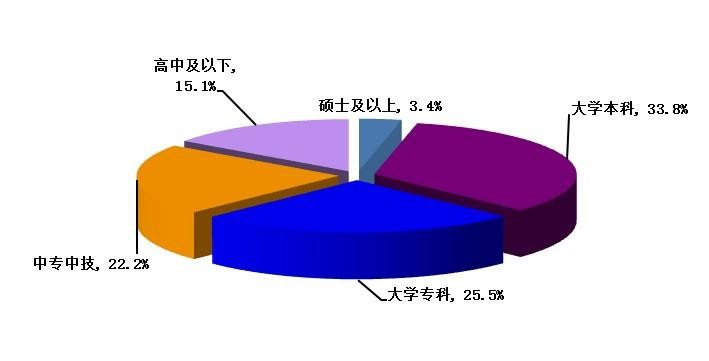 高中及以下,
15.1%
硕士及以上, 3.4%
大学本科, 33.8%
中专中技, 22.2%
大学专科, 25.5%